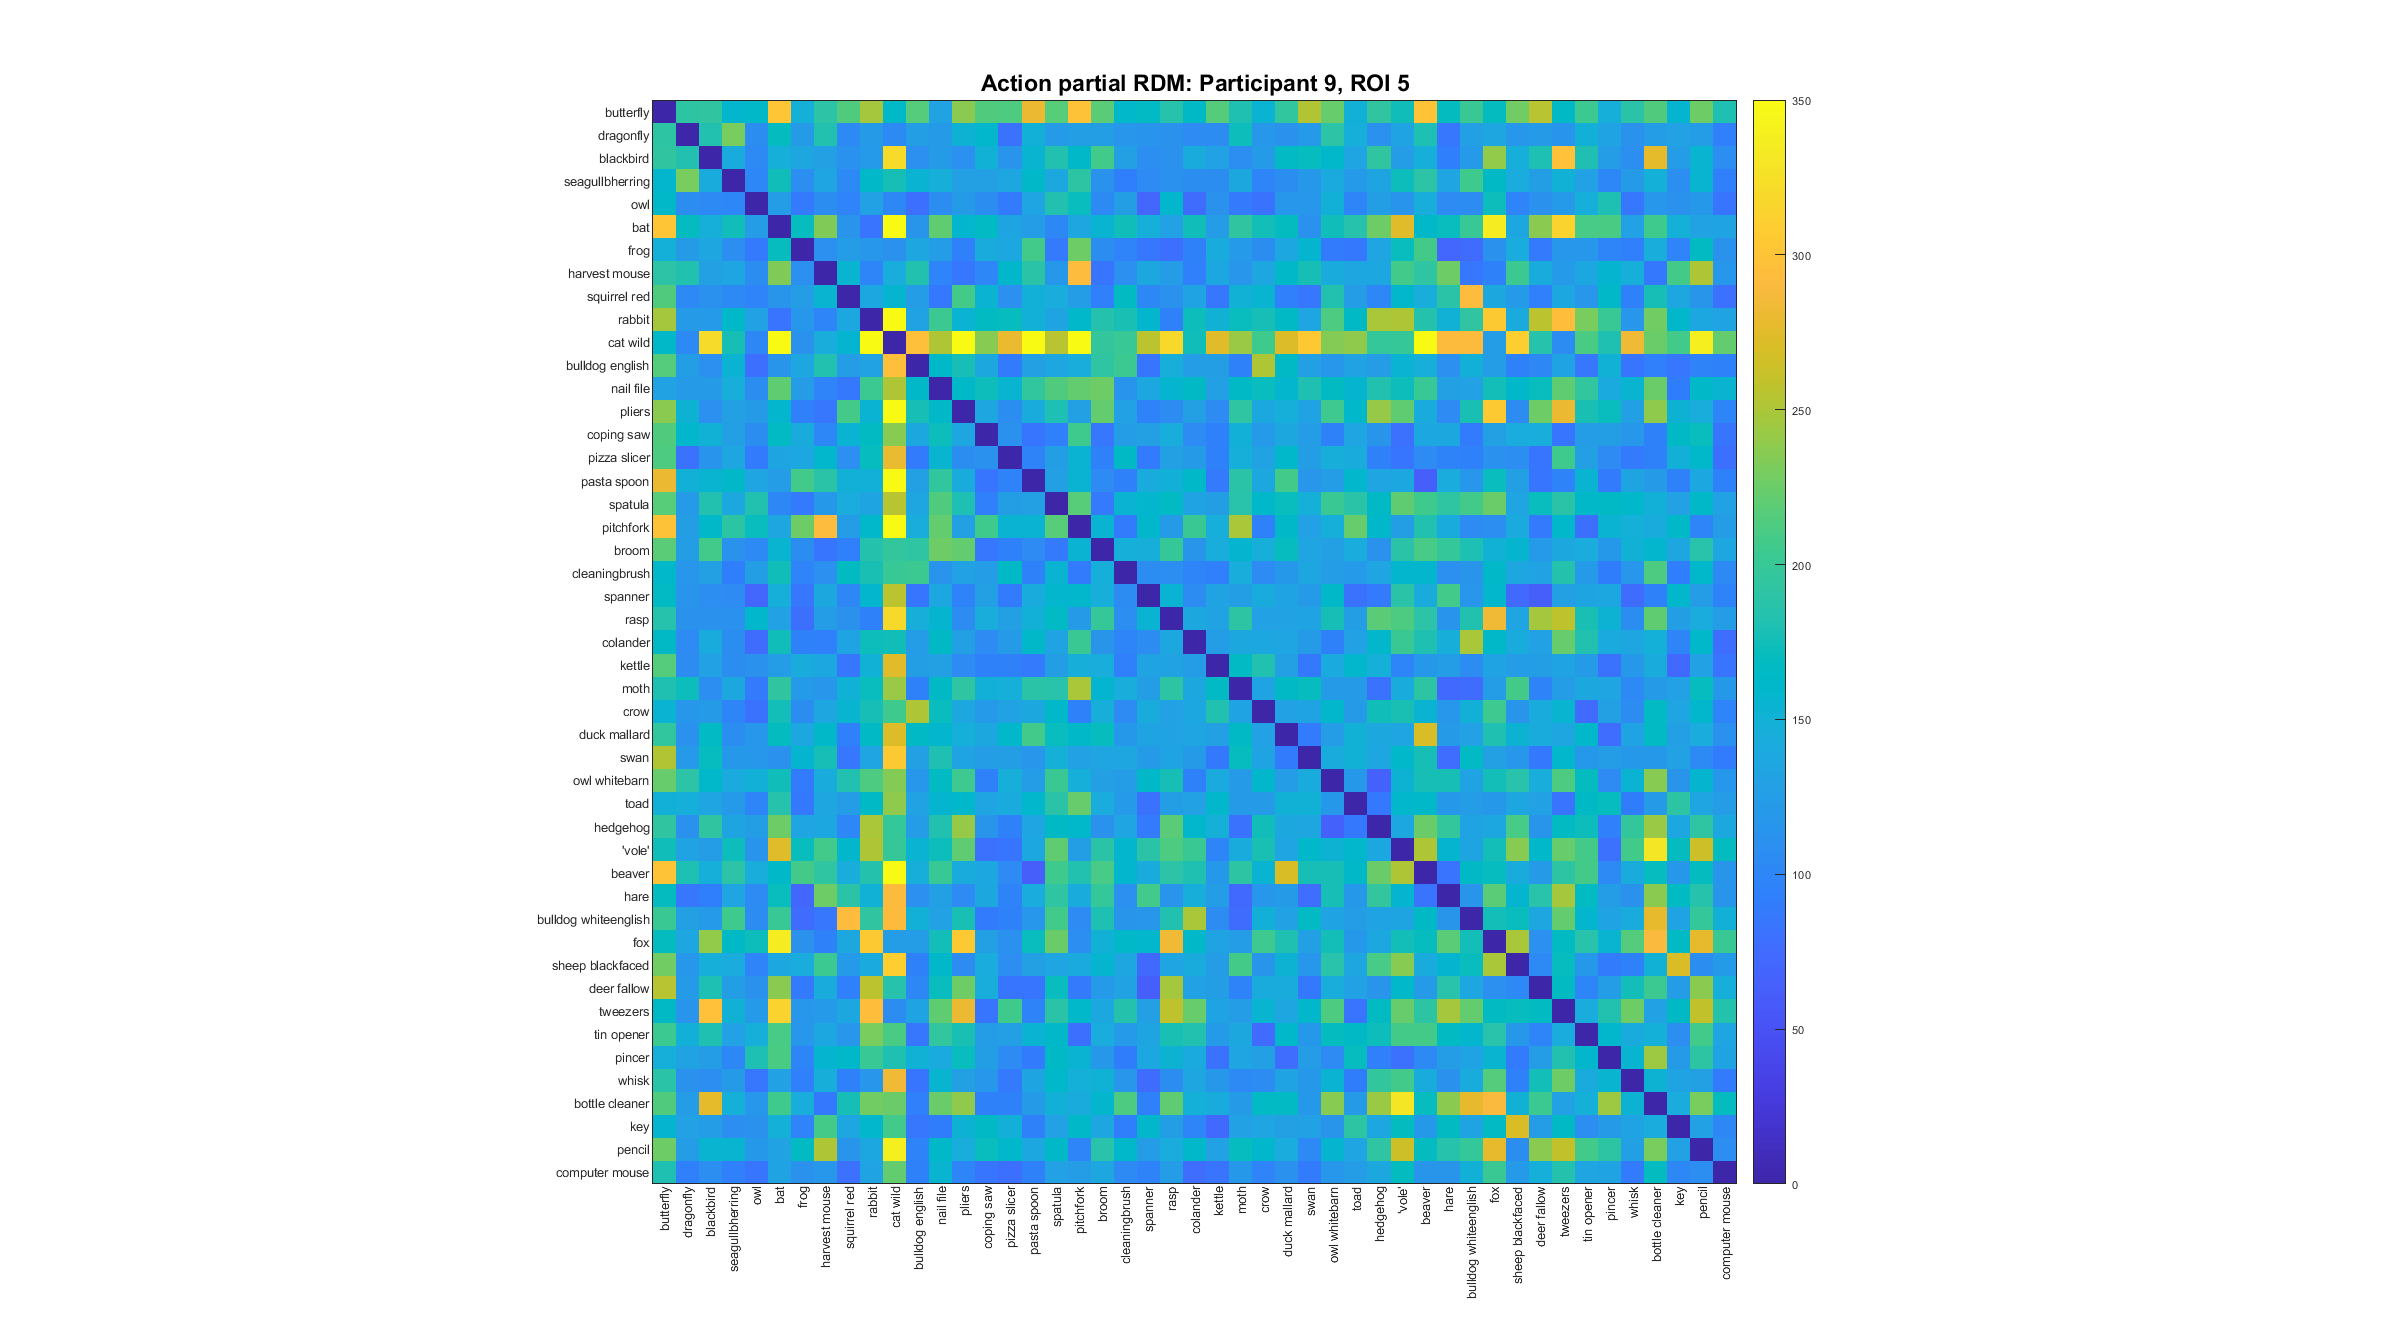 Action partial RDM: Participant 9, ROI 5
butterfly
dragonfly
blackbird
seagullbherring
owl
bat
frog
harvest mouse
squirrel red
rabbit
cat wild
bulldog english
nail file
pliers
coping saw
pizza slicer
pasta spoon
spatula
pitchfork
broom
cleaningbrush
spanner
rasp
colander
kettle
moth
crow
duck mallard
swan
owl whitebarn
toad
hedgehog
'vole'
beaver
hare
bulldog whiteenglish
fox
sheep blackfaced
deer fallow
tweezers
tin opener
pincer
whisk
bottle cleaner
key
pencil
computer mouse
butterfly
dragonfly
blackbird
seagullbherring
owl
bat
frog
harvest mouse
squirrel red
rabbit
cat wild
bulldog english
nail file
pliers
coping saw
pizza slicer
pasta spoon
spatula
pitchfork
broom
cleaningbrush
spanner
rasp
colander
kettle
moth
crow
duck mallard
swan
owl whitebarn
toad
hedgehog
'vole'
beaver
hare
bulldog whiteenglish
fox
sheep blackfaced
deer fallow
tweezers
tin opener
pincer
whisk
bottle cleaner
key
pencil
computer mouse
350
300
250
200
150
100
50
0